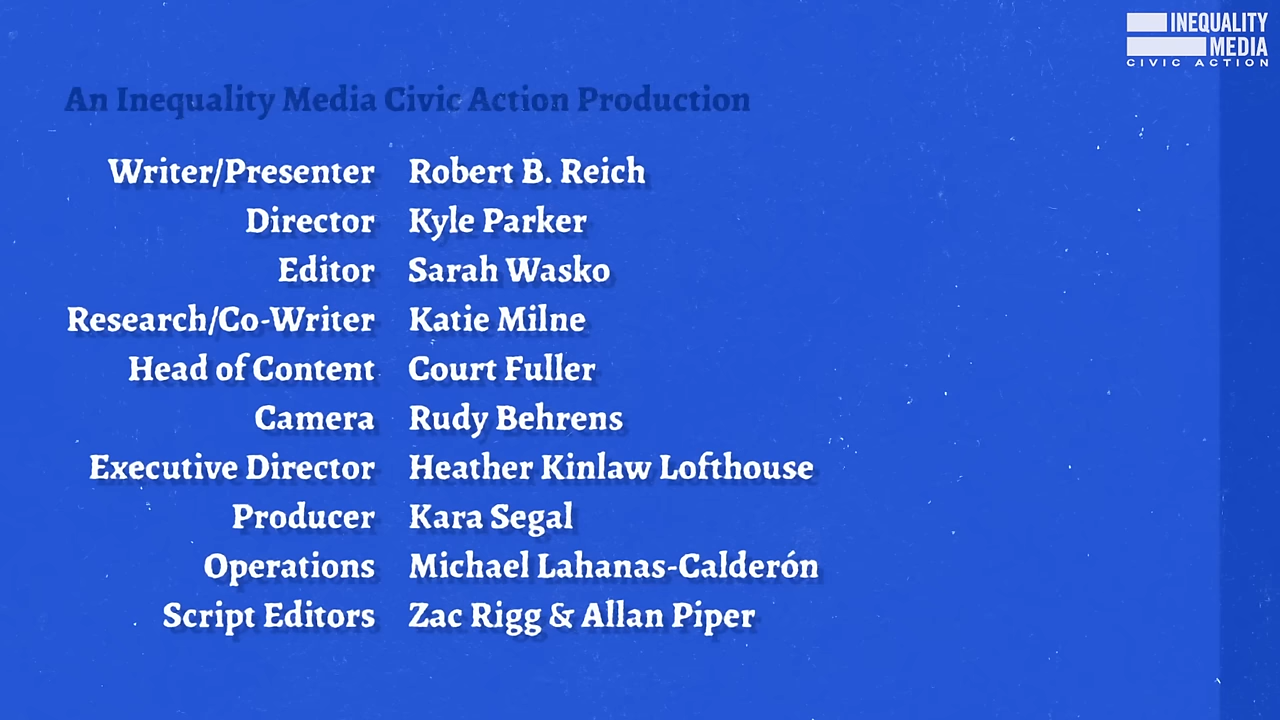 INEQUALITY
MEDIA
CIVIC ACTION
An Inequality Media Civic Action Production
Writer/Presenter Robert B. Reich
Director Kyle Parker
Editor Sarah Wasko
Research/Co-Writer Katie Milne
Head of Content Court Fuller
Camera Rudy Behrens
Executive Director Heather Kinlaw Lofthouse
Producer Kara Segal
Operations Michael Lahanas-Calderón
Script Editors Zac Rigg & Allan Piper